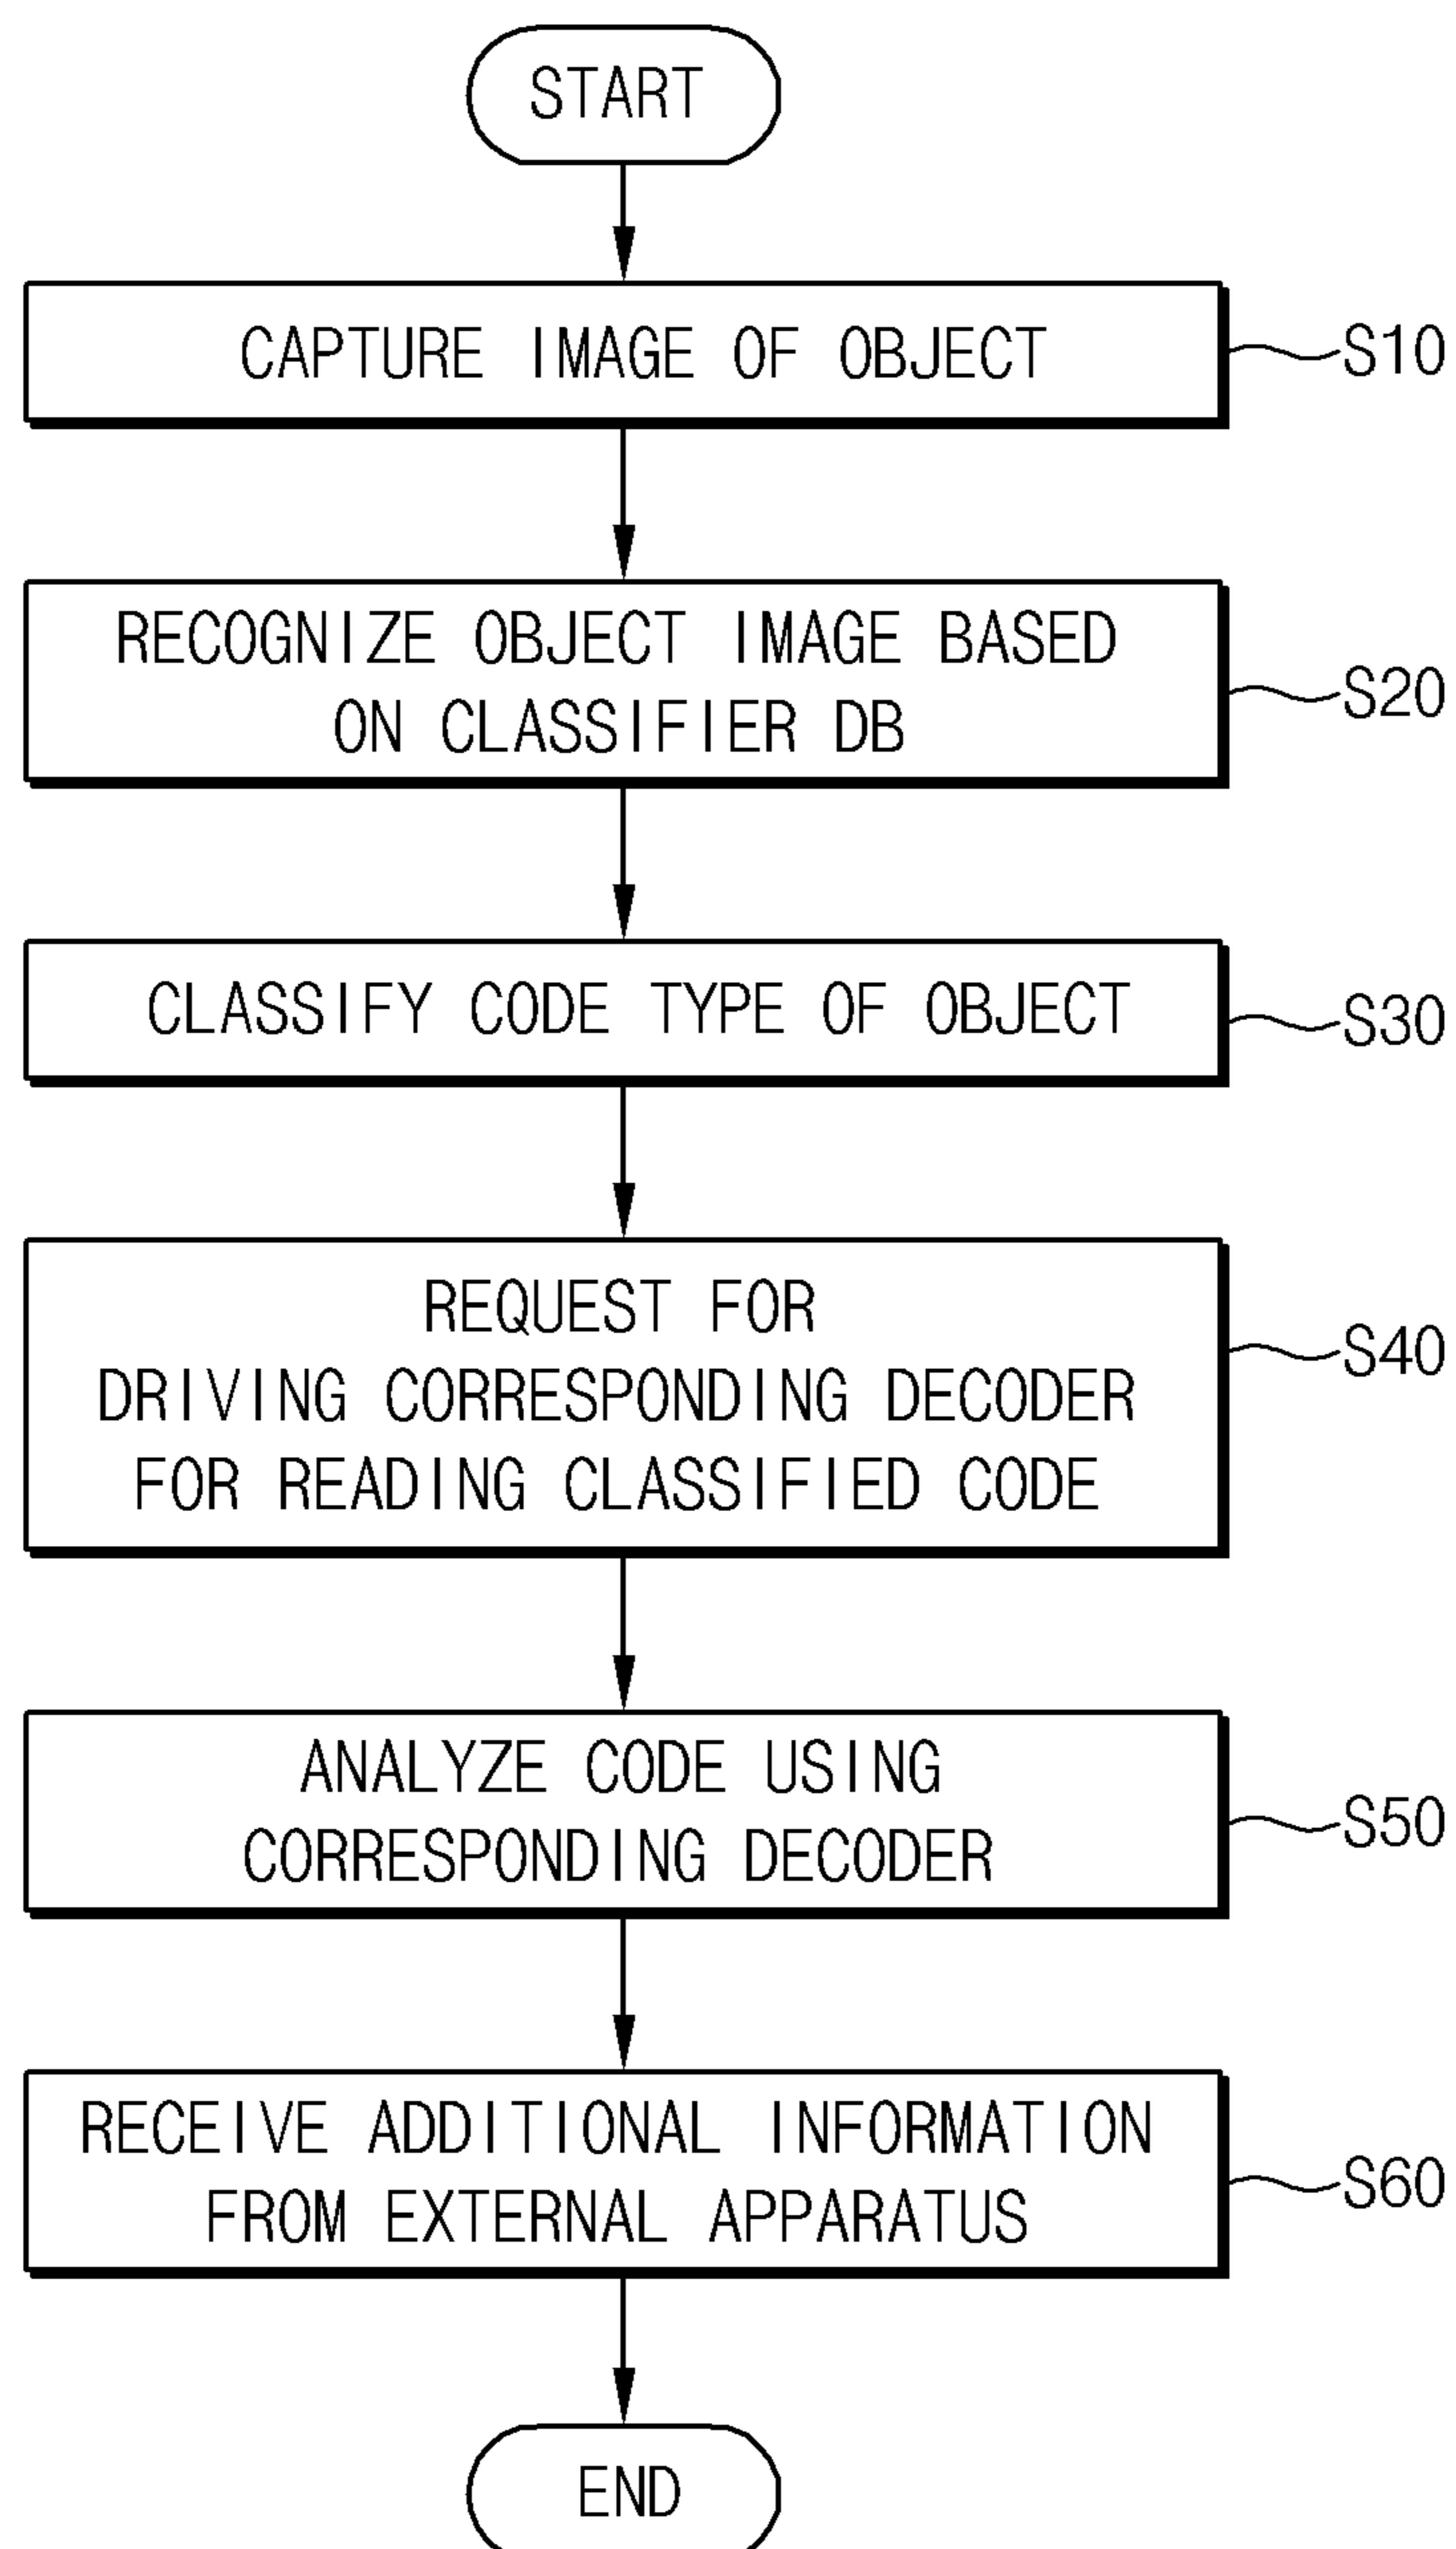 START
CAPTURE IMAGE OF OBJECT
S10
RECOGNIZE OBJECT IMAGE BASED
ON CLASSIFIER DB
S20
CLASSIFY CODE TYPE OF OBJECT
S30
REQUEST FOR
DRIVING CORRESPONDING DECODER
FOR READING CLASSIFIED CODE
S40
ANALYZE CODE USING
CORRESPONDING DECODER
S50
RECEIVE ADDITIONAL INFORMATION
FROM EXTERNAL APPARATUS
S60
END